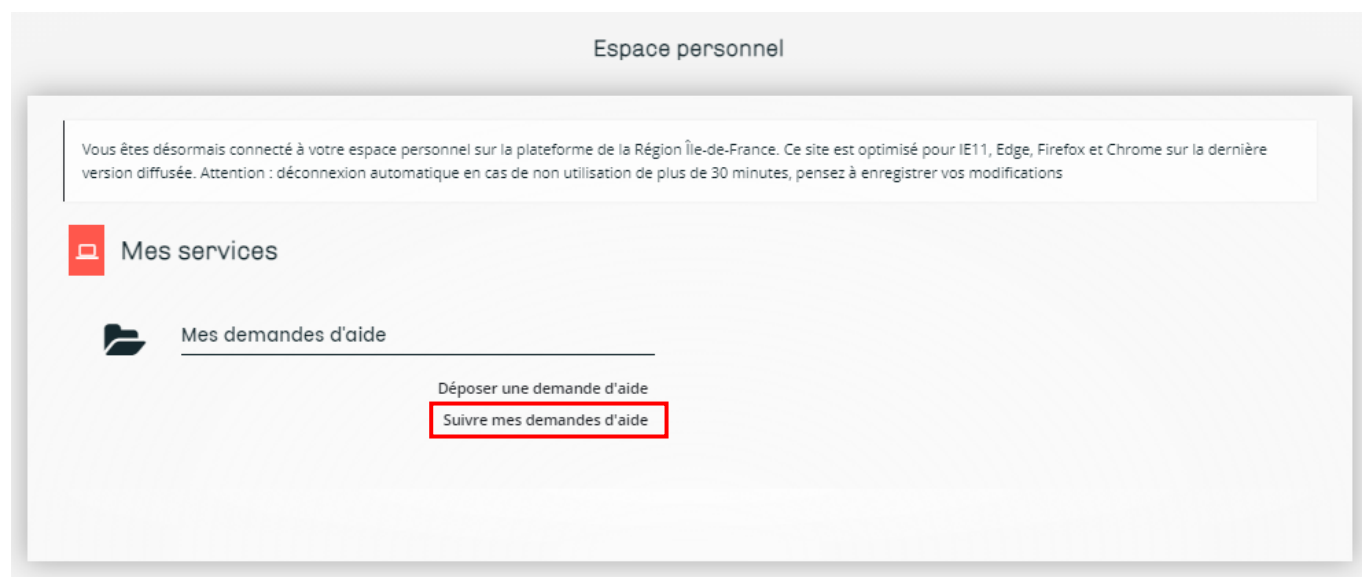 Espace personnel
Vous êtes désormais connecté à votre espace personnel sur la plateforme de la Région Île-de-France. Ce site est optimisé pour IE11, Edge, Firefox et Chrome sur la dernière
version diffusée. Attention : déconnexion automatique en cas de non utilisation de plus de 30 minutes, pensez à enregistrer vos modifications
Mes services
Mes demandes d'aide
Déposer une demande d'aide
Suivre mes demandes d'aide